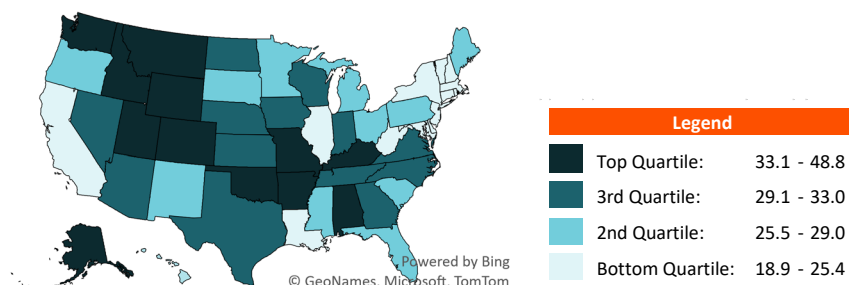 Powered by Bing
© GeoNames, Microsoft, TomTom
Legend
Top Quartile: 33.1 - 48.8
3rd Quartile: 29.1 - 33.0
2nd Quartile: 25.5 - 29.0
Bottom Quartile: 18.9 - 25.4